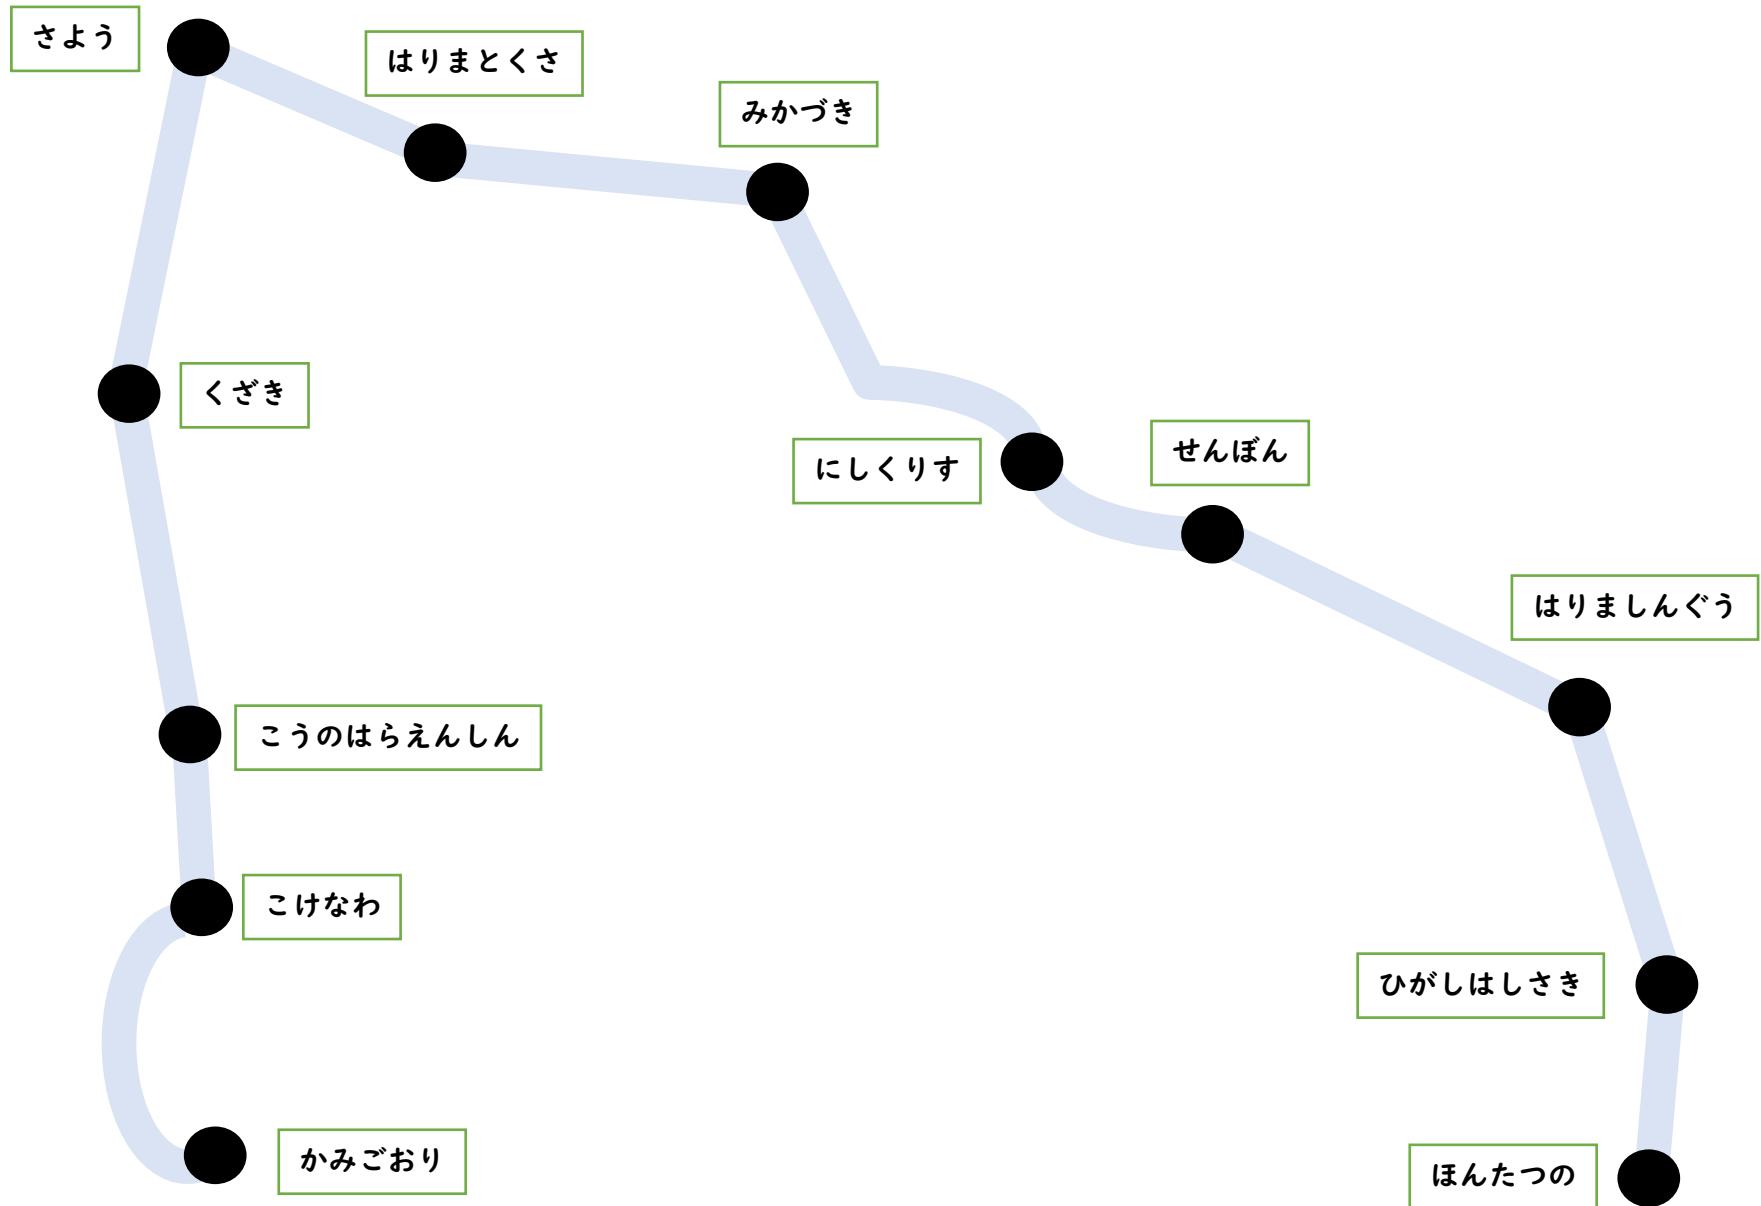 さよう
はりまとくさ
みかづき
くざき
にしくりす
せんぼん
はりましんぐう
こうのはらえんしん
こけなわ
ひがしはしさき
かみごおり
ほんたつの